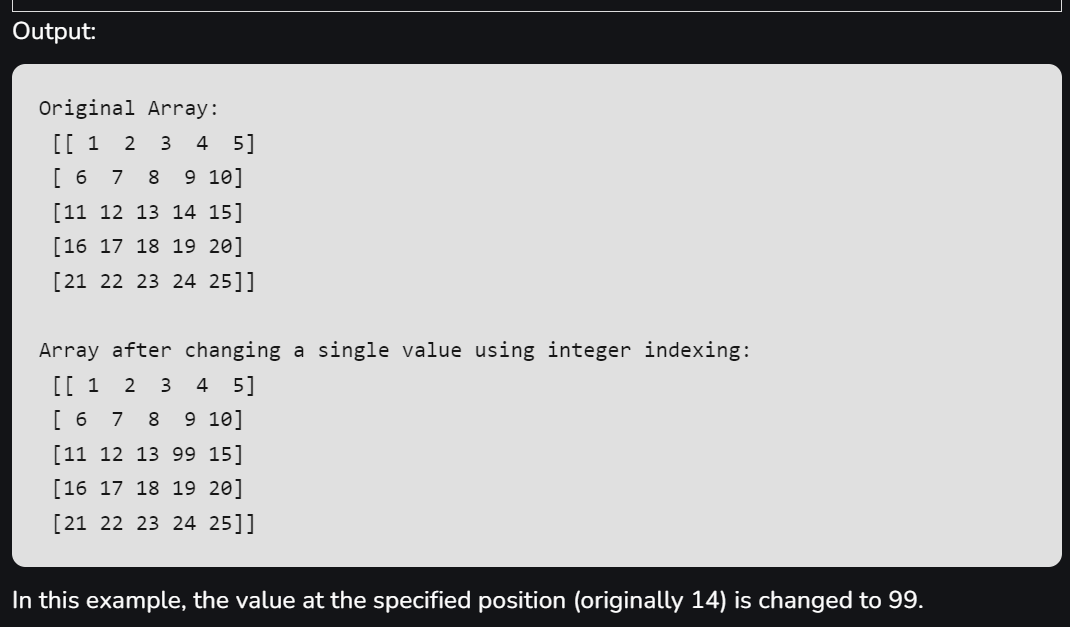 Output:
Original Array:
[[ 1  2  3  4  5]
[ 6  7  8  9 10]
[11 12 13 14 15]
[16 17 18 19 20]
[21 22 23 24 25]]
Array after changing a single value using integer indexing:
[[ 1  2  3  4  5]
[ 6  7  8  9 10]
[11 12 13 99 15]
[16 17 18 19 20]
[21 22 23 24 25]]
In this example, the value at the specified position (originally 14) is changed to 99.